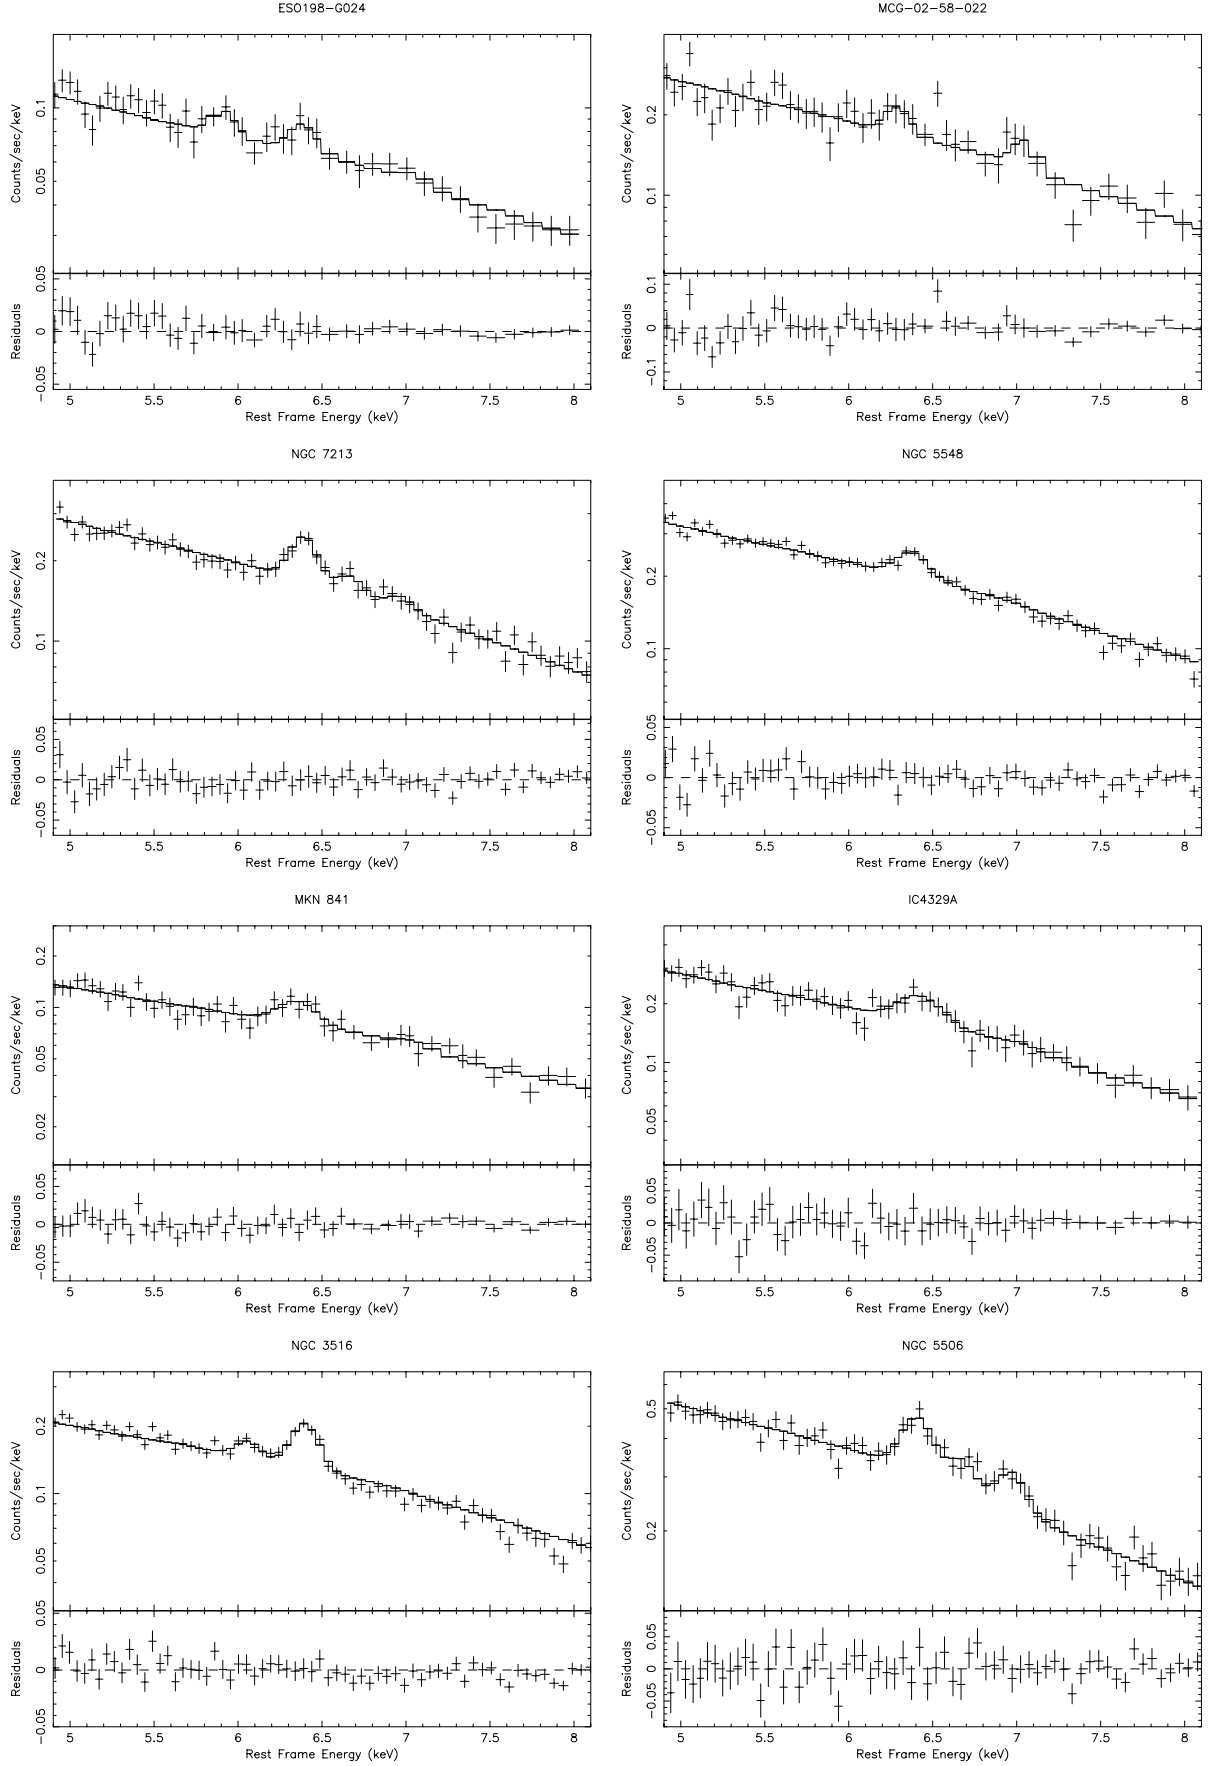 ESO198-G024
Counts/sec/keV
0.1
0.05
Residuals
0.05
0
-0.05
5 5.5 6 6.5 7 7.5 8
Rest Frame Energy (keV)
MCG-02-58-022
Counts/sec/keV
0.2
0.1
Residuals
0.1
0
-0.1
5 5.5 6 6.5 7 7.5 8
Rest Frame Energy (keV)
NGC 7213
Counts/sec/keV
0.2
0.1
Residuals
0.05
0
-0.05
5 5.5 6 6.5 7 7.5 8
Rest Frame Energy (keV)
NGC 5548
Counts/sec/keV
0.2
0.1
0.05
Residuals
0.05
0
-0.05
5 5.5 6 6.5 7 7.5 8
Rest Frame Energy (keV)
MKN 841
Counts/sec/keV
0.2
0.1
0.05
0.02
Residuals
0.05
0
-0.05
5 5.5 6 6.5 7 7.5 8
Rest Frame Energy (keV)
IC4329A
Counts/sec/keV
0.2
0.1
0.05
Residuals
0.05
0
-0.05
5 5.5 6 6.5 7 7.5 8
Rest Frame Energy (keV)
NGC 3516
Counts/sec/keV
0.2
0.1
0.05
Residuals
0.05
0
-0.05
5 5.5 6 6.5 7 7.5 8
Rest Frame Energy (keV)
NGC 5506
Counts/sec/keV
0.5
0.2
Residuals
0.05
0
-0.05
5 5.5 6 6.5 7 7.5 8
Rest Frame Energy (keV)